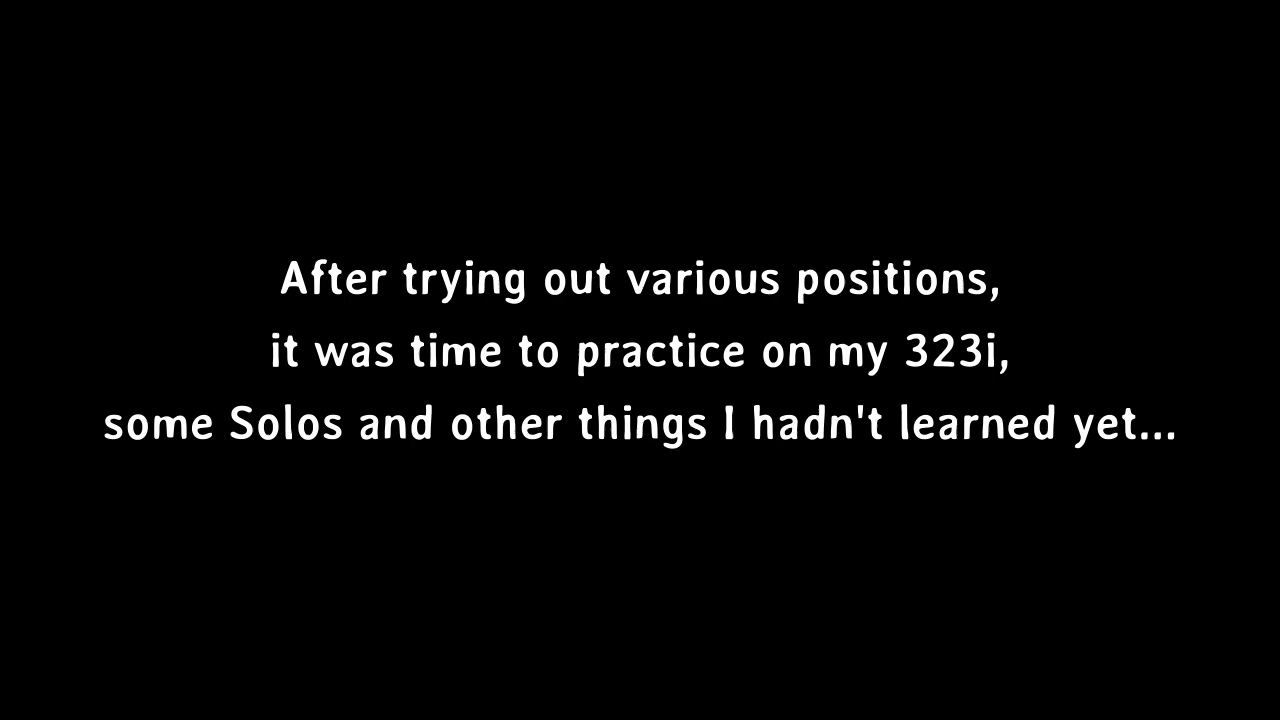 After trying out various positions,
it was time to practice on my 323i,
some Solos and other things I hadn't learned yet...